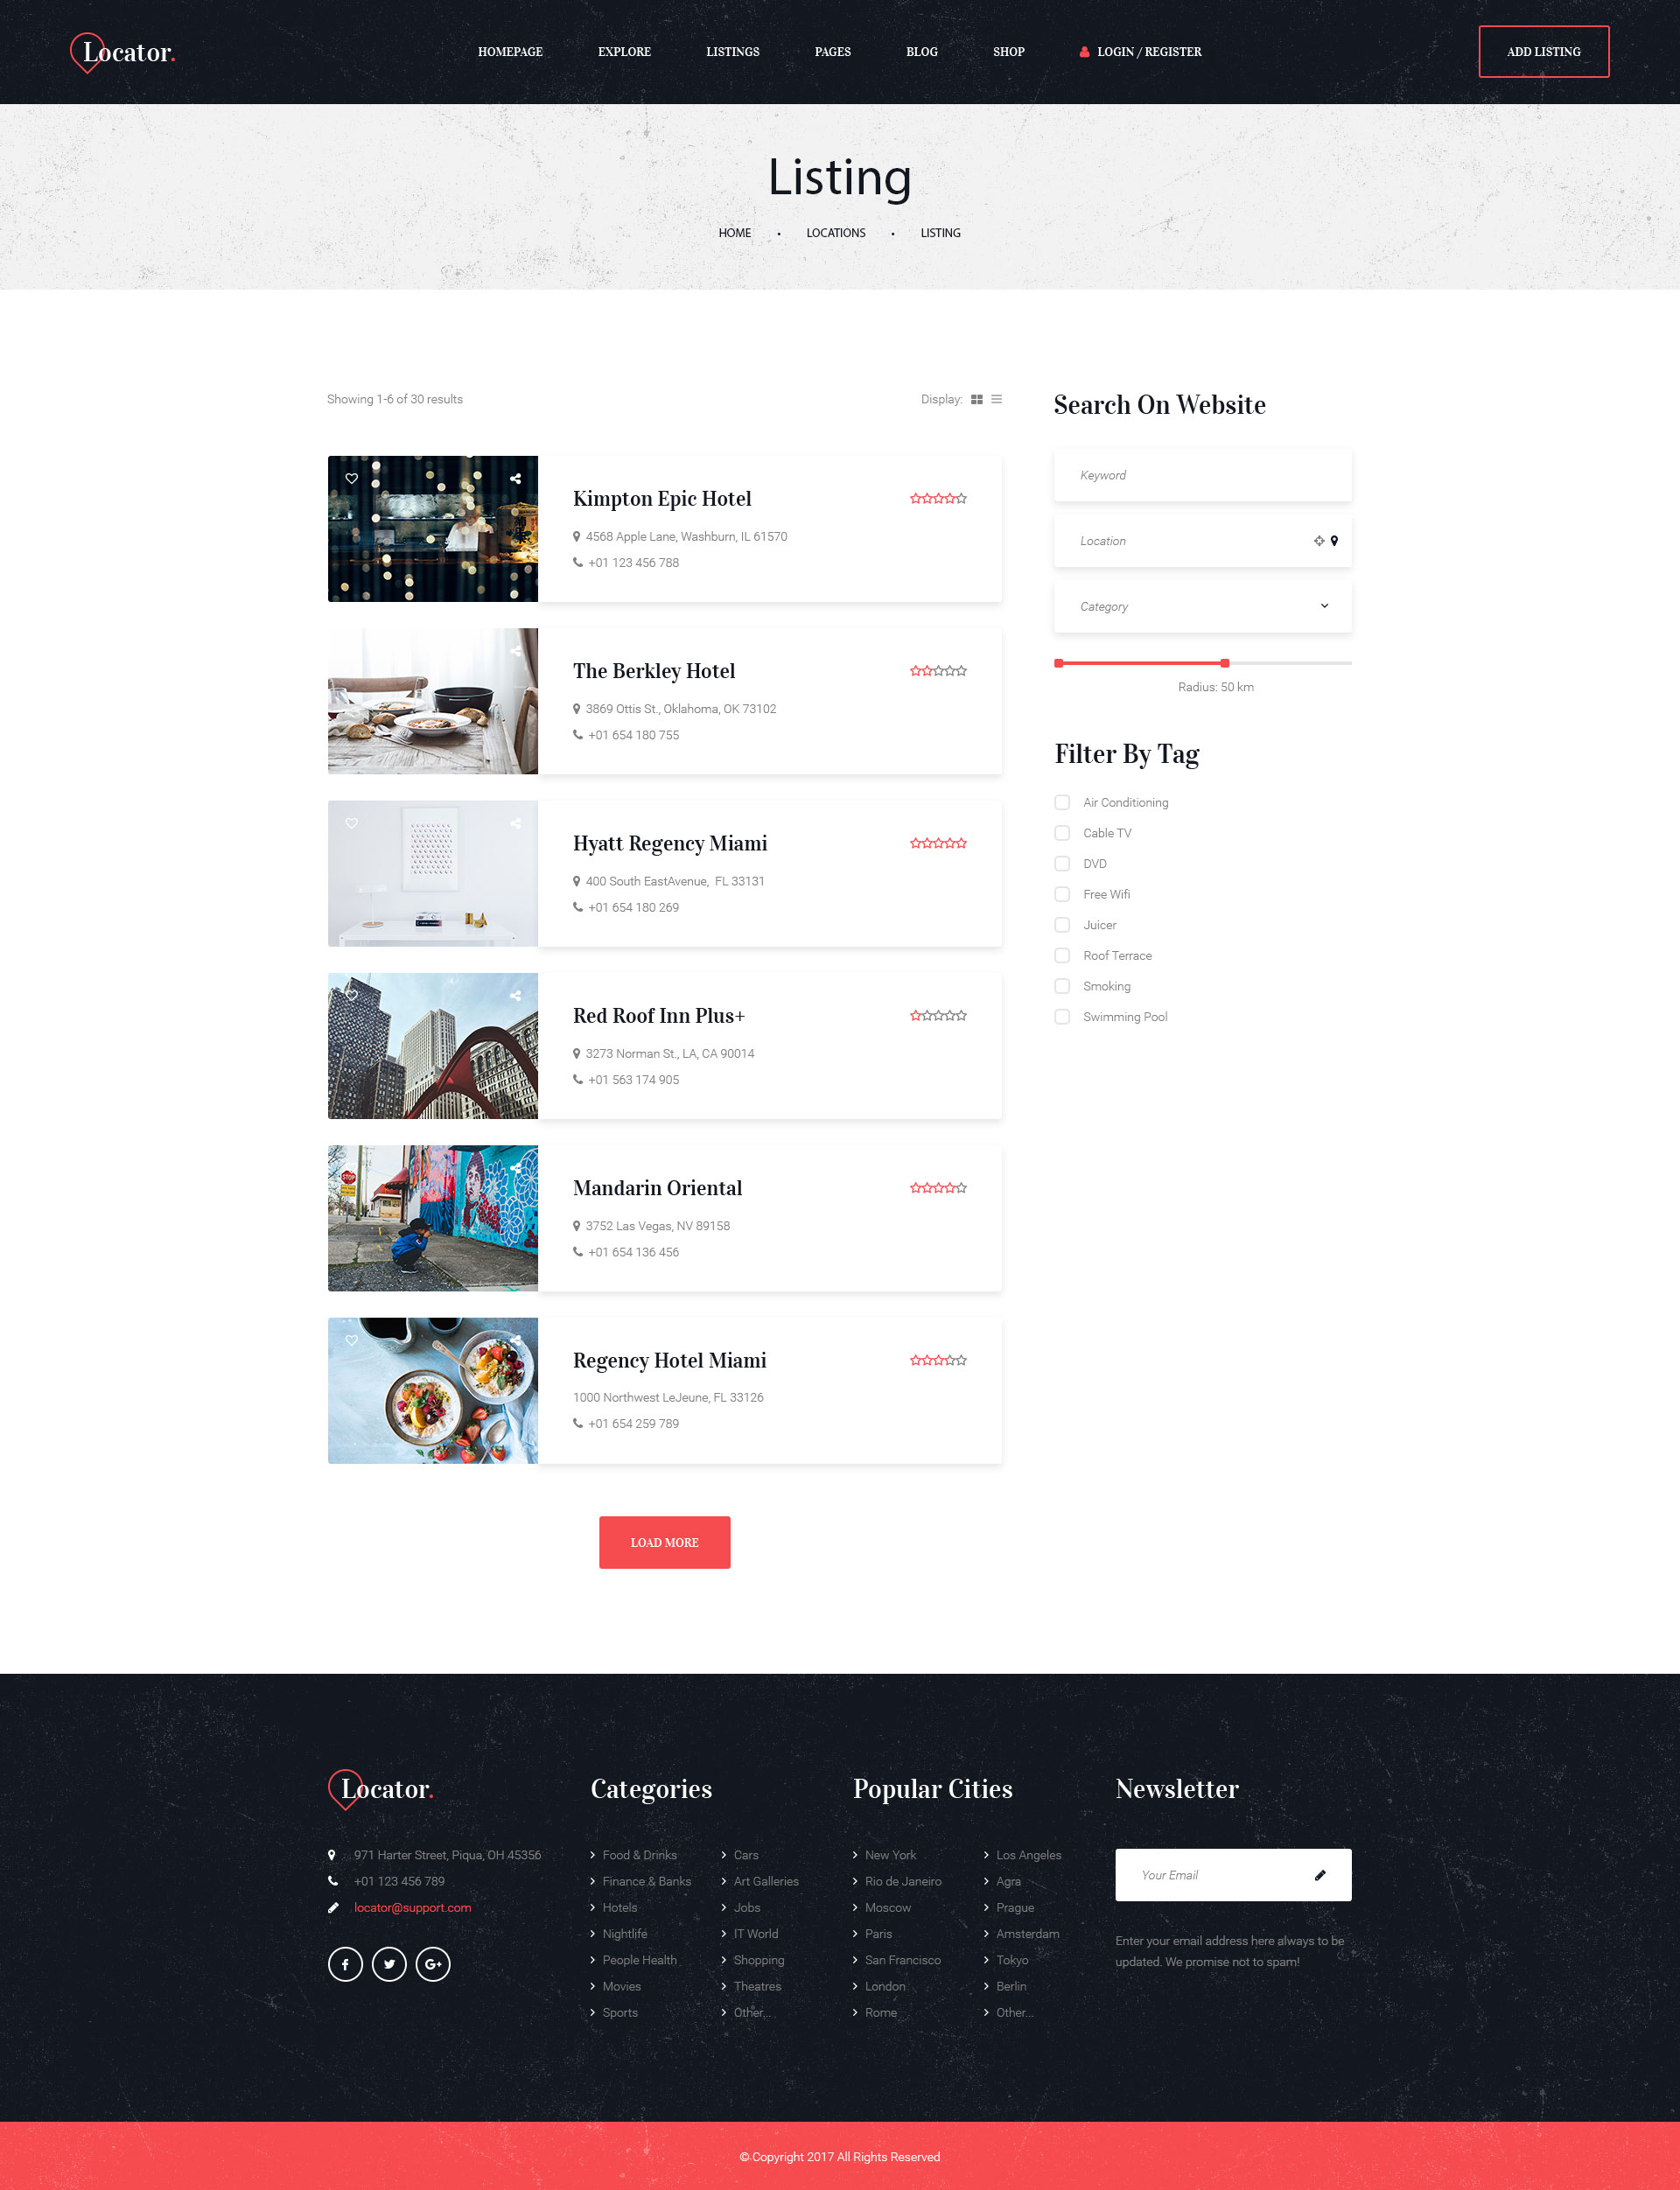 Locator.
HOMEPAGE EXPLORE LISTINGS PAGES BLOG SHOP LOGIN / REGISTER
ADD LISTING
Listing
HOME • LOCATIONS • LISTING
Showing 1-6 of 30 results
Display:
Kimpton Epic Hotel
4568 Apple Lane, Washburn, IL 61570
+01 123 456 788
The Berkley Hotel
3869 Ottis St., Oklahoma, OK 73102
+01 654 180 755
Hyatt Regency Miami
400 South EastAvenue, FL 33131
+01 654 180 269
Red Roof Inn Plus+
3273 Norman St., LA, CA 90014
+01 563 174 905
STOP
Mandarin Oriental
3752 Las Vegas, NV 89158
+01 654 136 456
Regency Hotel Miami
1000 Northwest LeJeune, FL 33126
+01 654 259 789
LOAD MORE
Search On Website
Keyword
Location
Category
Radius: 50 km
Filter By Tag
Air Conditioning
Cable TV
DVD
Free Wifi
Juicer
Roof Terrace
Smoking
Swimming Pool
Locator.
971 Harter Street, Piqua, OH 45356
+01 123 456 789
locator@support.com
Categories
Food & Drinks
Finance & Banks
Hotels
Nightlife
People Health
Movies
Sports
Cars
Art Galleries
Jobs
IT World
Shopping
Theatres
Other...
Popular Cities
New York
Rio de Janeiro
Moscow
Paris
San Francisco
London
Rome
Los Angeles
Agra
Prague
Amsterdam
Tokyo
Berlin
Other...
Newsletter
Your Email
Enter your email address here always to be
updated. We promise not to spam!
© Copyright 2017 All Rights Reserved